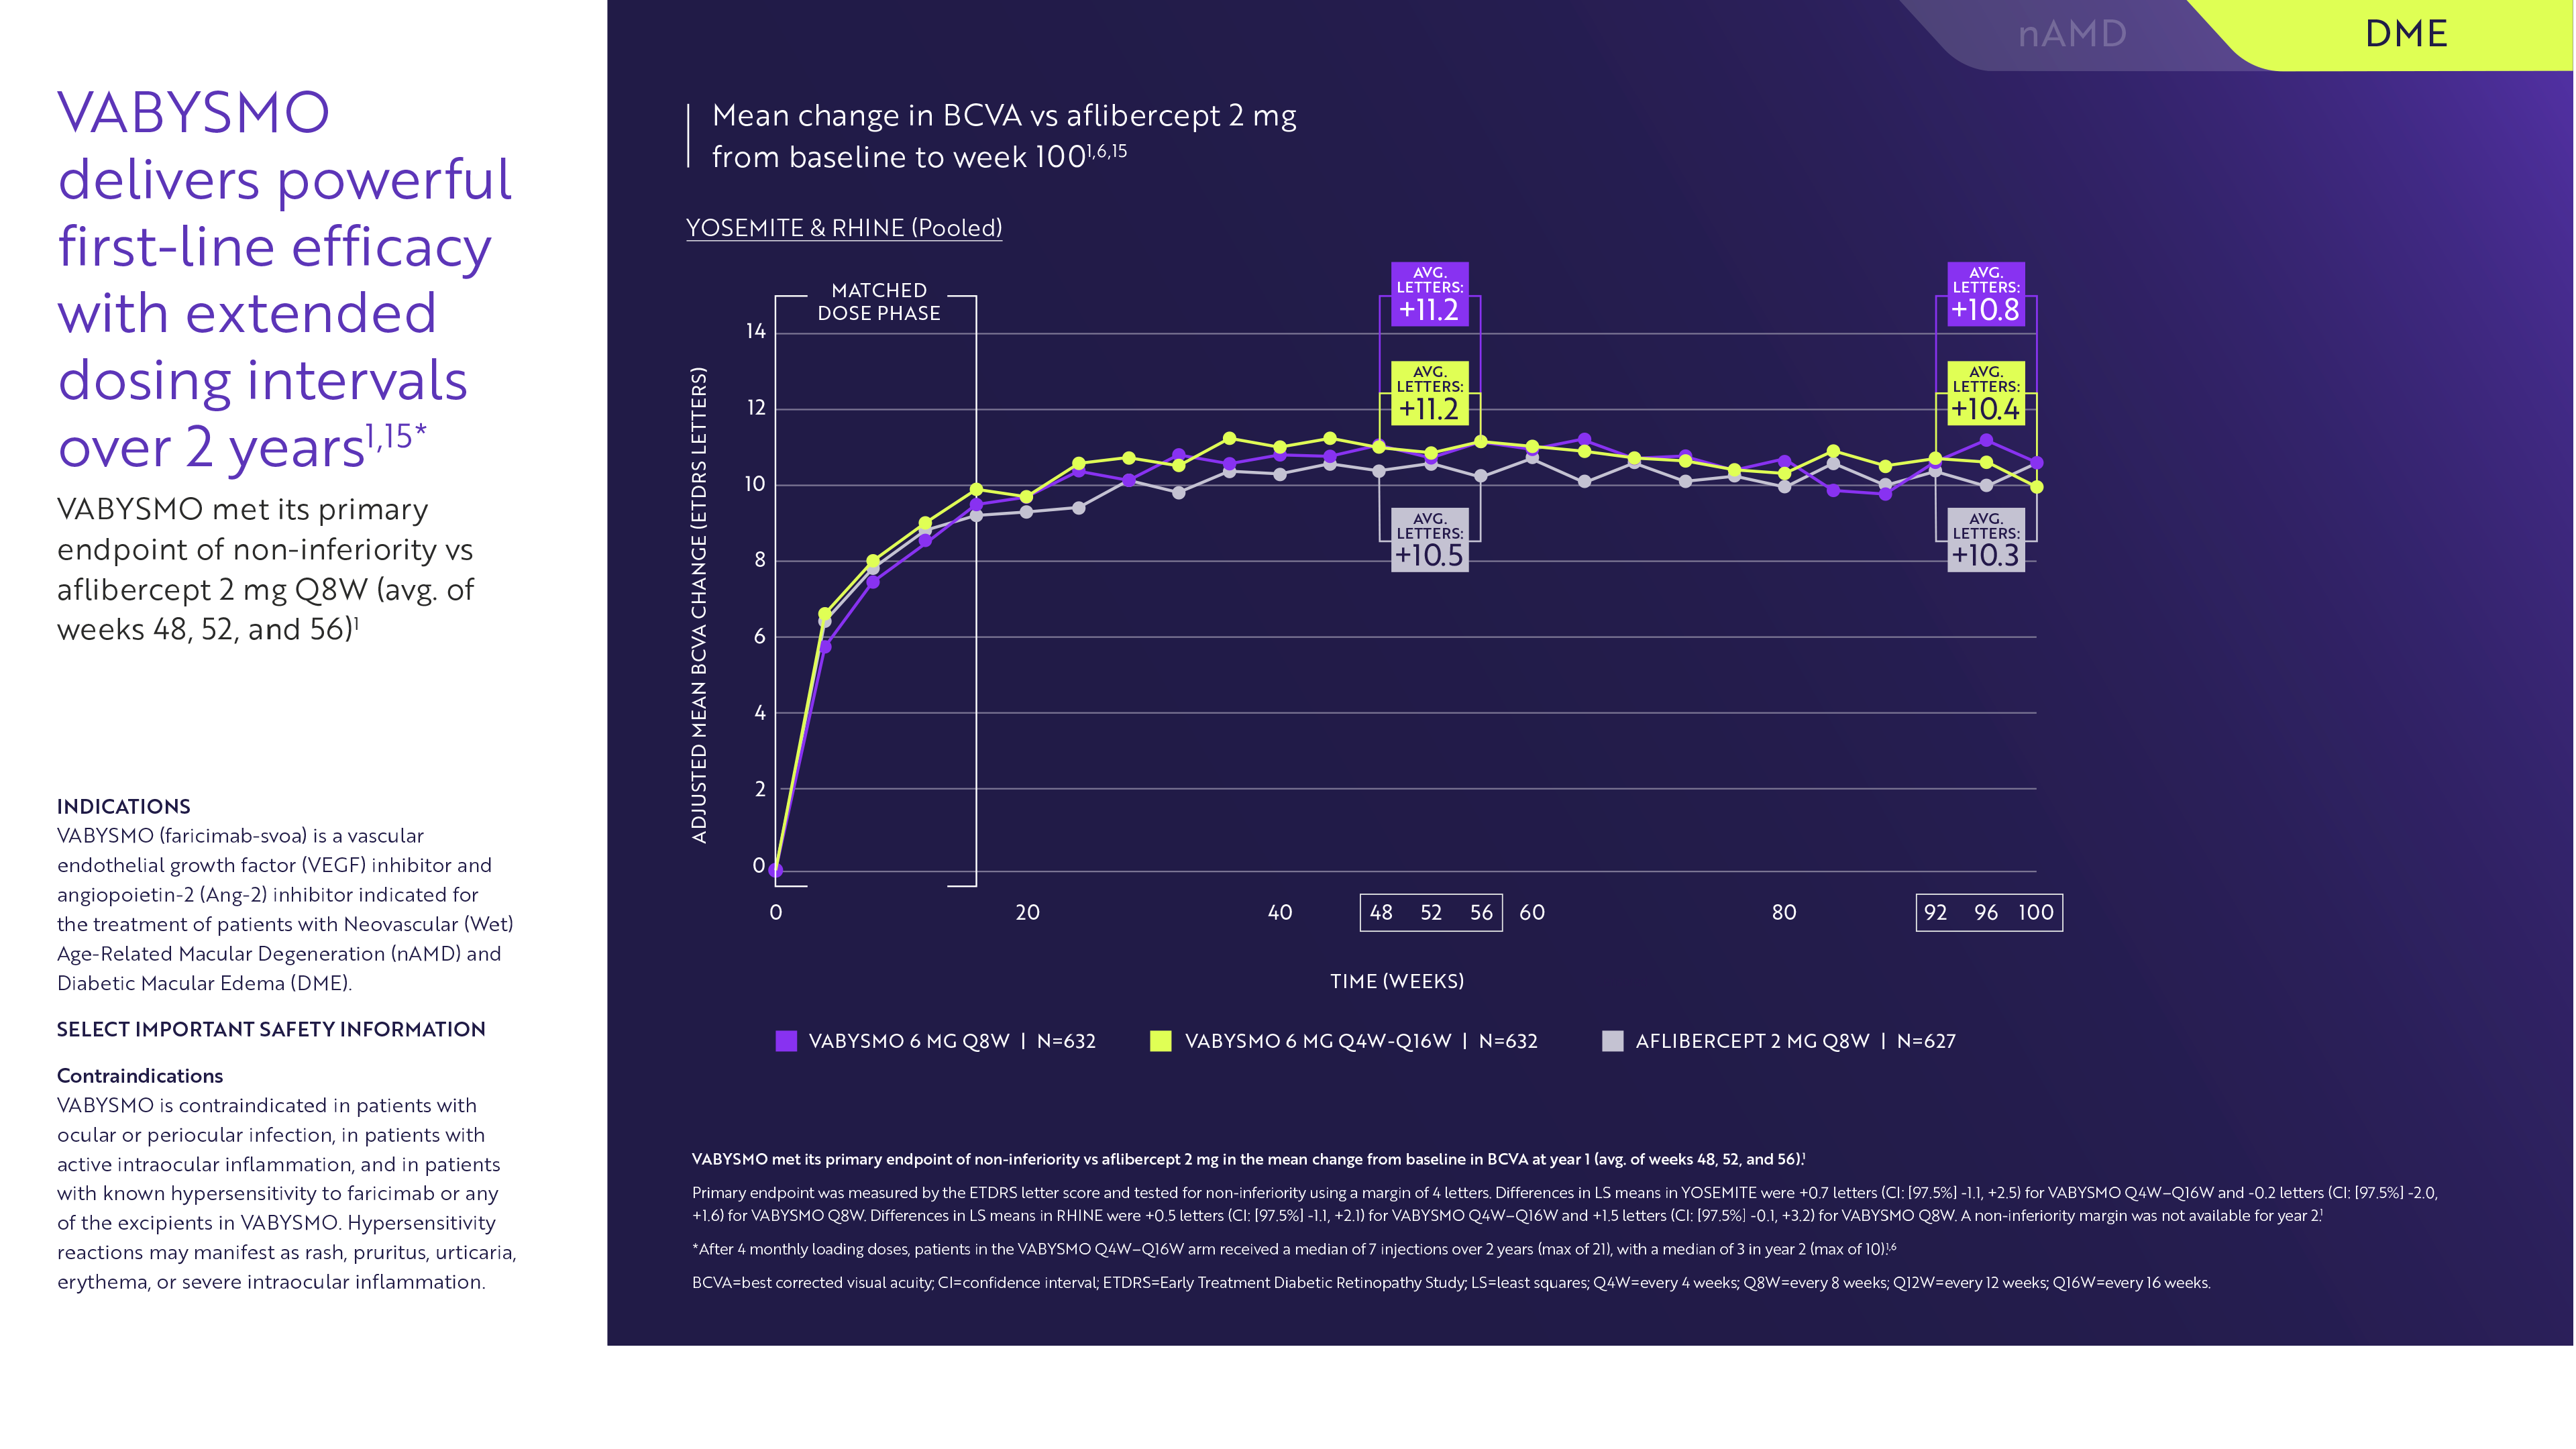 VABYSMO
delivers powerful
first-line efficacy
with extended
dosing intervals
over 2 years1,15*
VABYSMO met its primary
endpoint of non-inferiority vs
aflibercept 2 mg Q8W (avg. of
weeks 48, 52, and 56)1
INDICATIONS
VABYSMO (faricimab-svoa) is a vascular
endothelial growth factor (VEGF) inhibitor and
angiopoietin-2 (Ang-2) inhibitor indicated for
the treatment of patients with Neovascular (Wet)
Age-Related Macular Degeneration (nAMD) and
Diabetic Macular Edema (DME).
SELECT IMPORTANT SAFETY INFORMATION
Contraindications
VABYSMO is contraindicated in patients with
ocular or periocular infection, in patients with
active intraocular inflammation, and in patients
with known hypersensitivity to faricimab or any
of the excipients in VABYSMO. Hypersensitivity
reactions may manifest as rash, pruritus, urticaria,
erythema, or severe intraocular inflammation.
nAMD
DME
Mean change in BCVA vs aflibercept 2 mg
from baseline to week 1001,6,15
YOSEMITE & RHINE (Pooled)
MATCHED
DOSE PHASE
AVG.
LETTERS:
+11.2
AVG.
LETTERS:
+10.8
AVG.
LETTERS:
+11.2
AVG.
LETTERS:
+10.4
AVG.
LETTERS:
+10.5
AVG.
LETTERS:
+10.3
ADJUSTED MEAN BCVA CHANGE (ETDRS LETTERS)
14
12
10
8
6
4
2
0
0 20 40 48 52 56 60 80 92 96 100
TIME (WEEKS)
VABYSMO 6 MG Q8W | N=632
VABYSMO 6 MG Q4W-Q16W | N=632
AFLIBERCEPT 2 MG Q8W | N=627
VABYSMO met its primary endpoint of non-inferiority vs aflibercept 2 mg in the mean change from baseline in BCVA at year 1 (avg. of weeks 48, 52, and 56).1
Primary endpoint was measured by the ETDRS letter score and tested for non-inferiority using a margin of 4 letters. Differences in LS means in YOSEMITE were +0.7 letters (CI: [97.5%] -1.1, +2.5) for VABYSMO Q4W–Q16W and -0.2 letters (CI: [97.5%] -2.0,
+1.6) for VABYSMO Q8W. Differences in LS means in RHINE were +0.5 letters (CI: [97.5%] -1.1, +2.1) for VABYSMO Q4W–Q16W and +1.5 letters (CI: [97.5%] -0.1, +3.2) for VABYSMO Q8W. A non-inferiority margin was not available for year 2.1
*After 4 monthly loading doses, patients in the VABYSMO Q4W–Q16W arm received a median of 7 injections over 2 years (max of 21), with a median of 3 in year 2 (max of 10).1,6
BCVA=best corrected visual acuity; CI=confidence interval; ETDRS=Early Treatment Diabetic Retinopathy Study; LS=least squares; Q4W=every 4 weeks; Q8W=every 8 weeks; Q12W=every 12 weeks; Q16W=every 16 weeks.